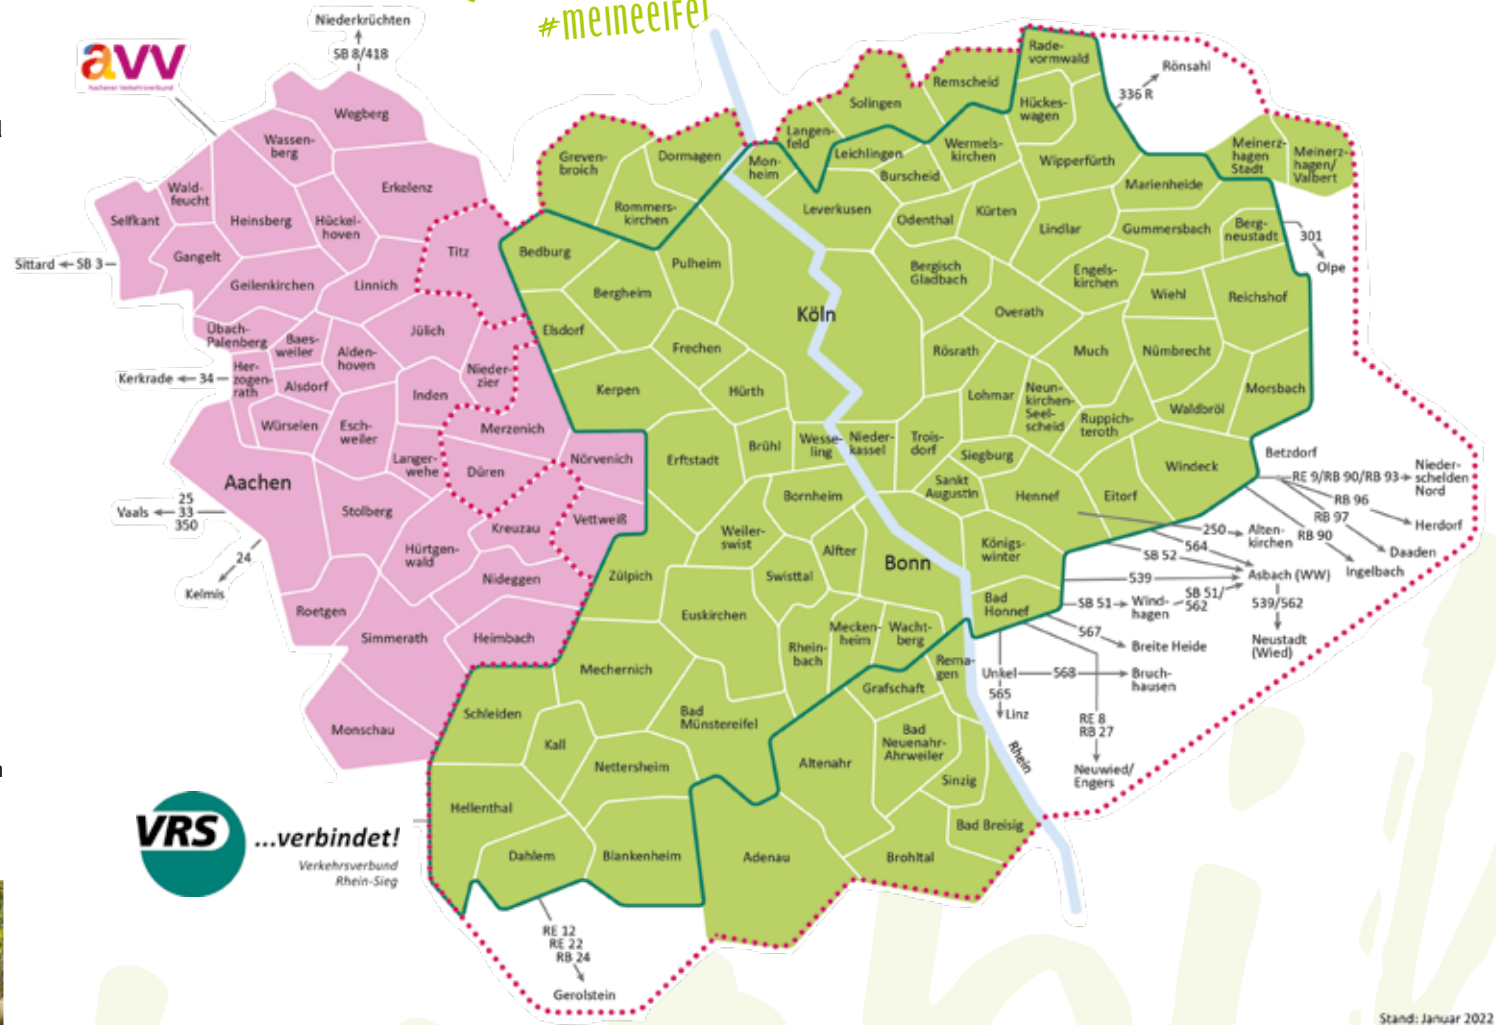 #meineeifel
Niederkrüchten
SB 8/418
avv
Aachener Verkehrsverbund
Wegberg
Wassen-
berg
Erkelenz
Wald-
feucht
Selfkant
Heinsberg
Hückel-
hoven
Gangelt
Sittard
SB 3
Geilenkirchen
Linnich
Titz
Übach-
Palenberg
Baes-
weiler
Jülich
Alden-
hoven
Her-
zogen-
rath
Kerkrade
34
Alsdorf
Inden
Nieder-
zier
Würselen
Esch-
weiler
Merzenich
Langer-
wehe
Düren
Nörvenich
Aachen
Vaals
25
33
350
Stolberg
Kreuzau
Vettweiß
24
Kelmis
Hürtgen-
wald
Nideggen
Roetgen
Simmerath
Heimbach
Monschau
Rade-
vormwald
Rönsahl
336 R
Remscheid
Solingen
Hückes-
wagen
Langen-
feld
Leichlingen
Wermels-
kirchen
Wipperfürth
Meinerz-
hagen
Stadt
Meinerz-
hagen/
Valbert
Greven-
broich
Dormagen
Mon-
heim
Burscheid
Marienheide
Rommers-
kirchen
Leverkusen
Odenthal
Kürten
Lindlar
Gummersbach
Berg-
neustadt
301
Olpe
Bedburg
Pulheim
Bergheim
Bergisch
Gladbach
Engels-
kirchen
Wiehl
Reichshof
Köln
Overath
Elsdorf
Frechen
Rösrath
Much
Nümbrecht
Kerpen
Hürth
Lohmar
Neun-
kirchen-
Seel-
scheid
Ruppich-
teroth
Waldbröl
Morsbach
Erftstadt
Brühl
Wesse-
ling
Nieder-
kassel
Trois-
dorf
Siegburg
Windeck
Betzdorf
RE 9/RB 90/RB 93
Nieder-
schelden
Nord
RB 96
Herdorf
RB 97
Daaden
RB 90
Ingelbach
Sankt
Augustin
Hennef
Eitorf
Bornheim
Weiler-
swist
Alfter
Bonn
Königs-
winter
250
Alten-
kirchen
564
SB 52
Asbach (WW)
539
Zülpich
Swisttal
Bad
Honnef
SB 51
Wind-
hagen
SB 51/
562
539/562
Neustadt
(Wied)
Euskirchen
Rhein-
bach
Mecken-
heim
Wacht-
berg
567
Breite Heide
Mechernich
Rema-
gen
Unkel
568
Bruch-
hausen
565
Linz
Grafschaft
RE 8
RB 27
Neuwied/
Engers
Rhein
Schleiden
Bad
Münstereifel
Kall
Nettersheim
Altenahr
Bad
Neuenahr-
Ahrweiler
Sinzig
Hellenthal
Bad Breisig
Dahlem
Blankenheim
Adenau
Brohltal
VRS
...verbindet!
Verkehrsverbund
Rhein-Sieg
RE 12
RE 22
RB 24
Gerolstein
Stand: Januar 2022